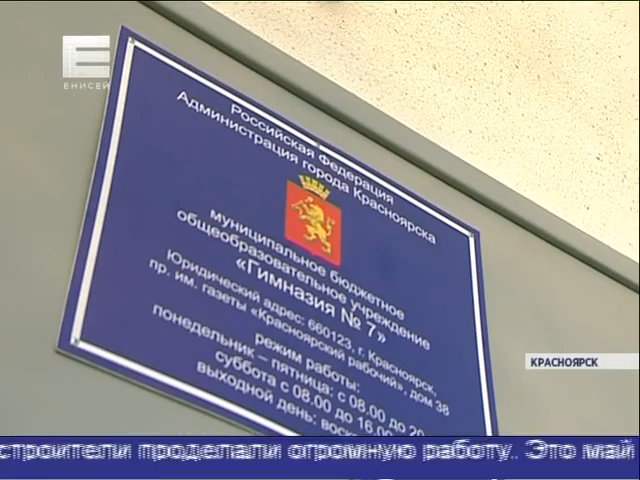 ЕНИСЕЙ
Российская Федерация
Администрация города Красноярска
муниципальное бюджетное
общеобразовательное учреждение
«Гимназия № 7»
Юридический адрес: 660123, г. Красноярск,
пр. им. газеты «Красноярский рабочий», дом 38
режим работы:
понедельник – пятница: с 08.00 до 20
суббота с 08.00 до 16.00
выходной день: воск
КРАСНОЯРСК
строители проделали огромную работу. Это май